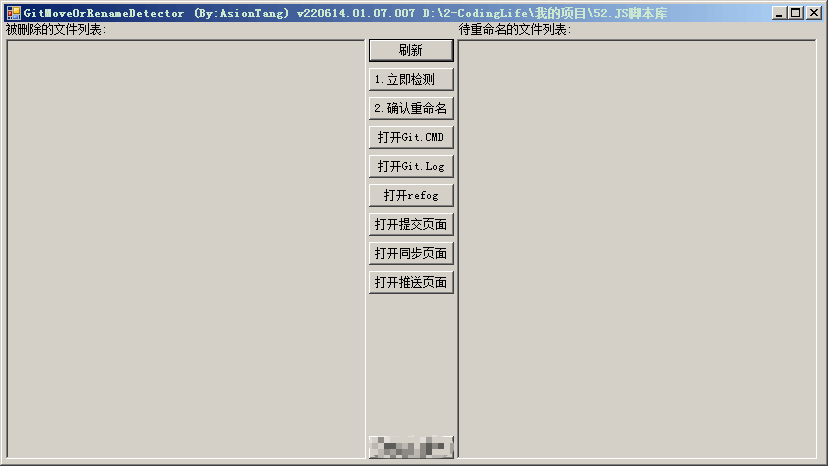 GitMoveOrRenameDetector (By:AsionTang) v220614.01.07.007 D:\2-CodingLife\我的项目\52.JS脚本库
被删除的文件列表:
待重命名的文件列表:
刷新
1.立即检测
2.确认重命名
打开Git.CMD
打开Git.Log
打开refog
打开提交页面
打开同步页面
打开推送页面